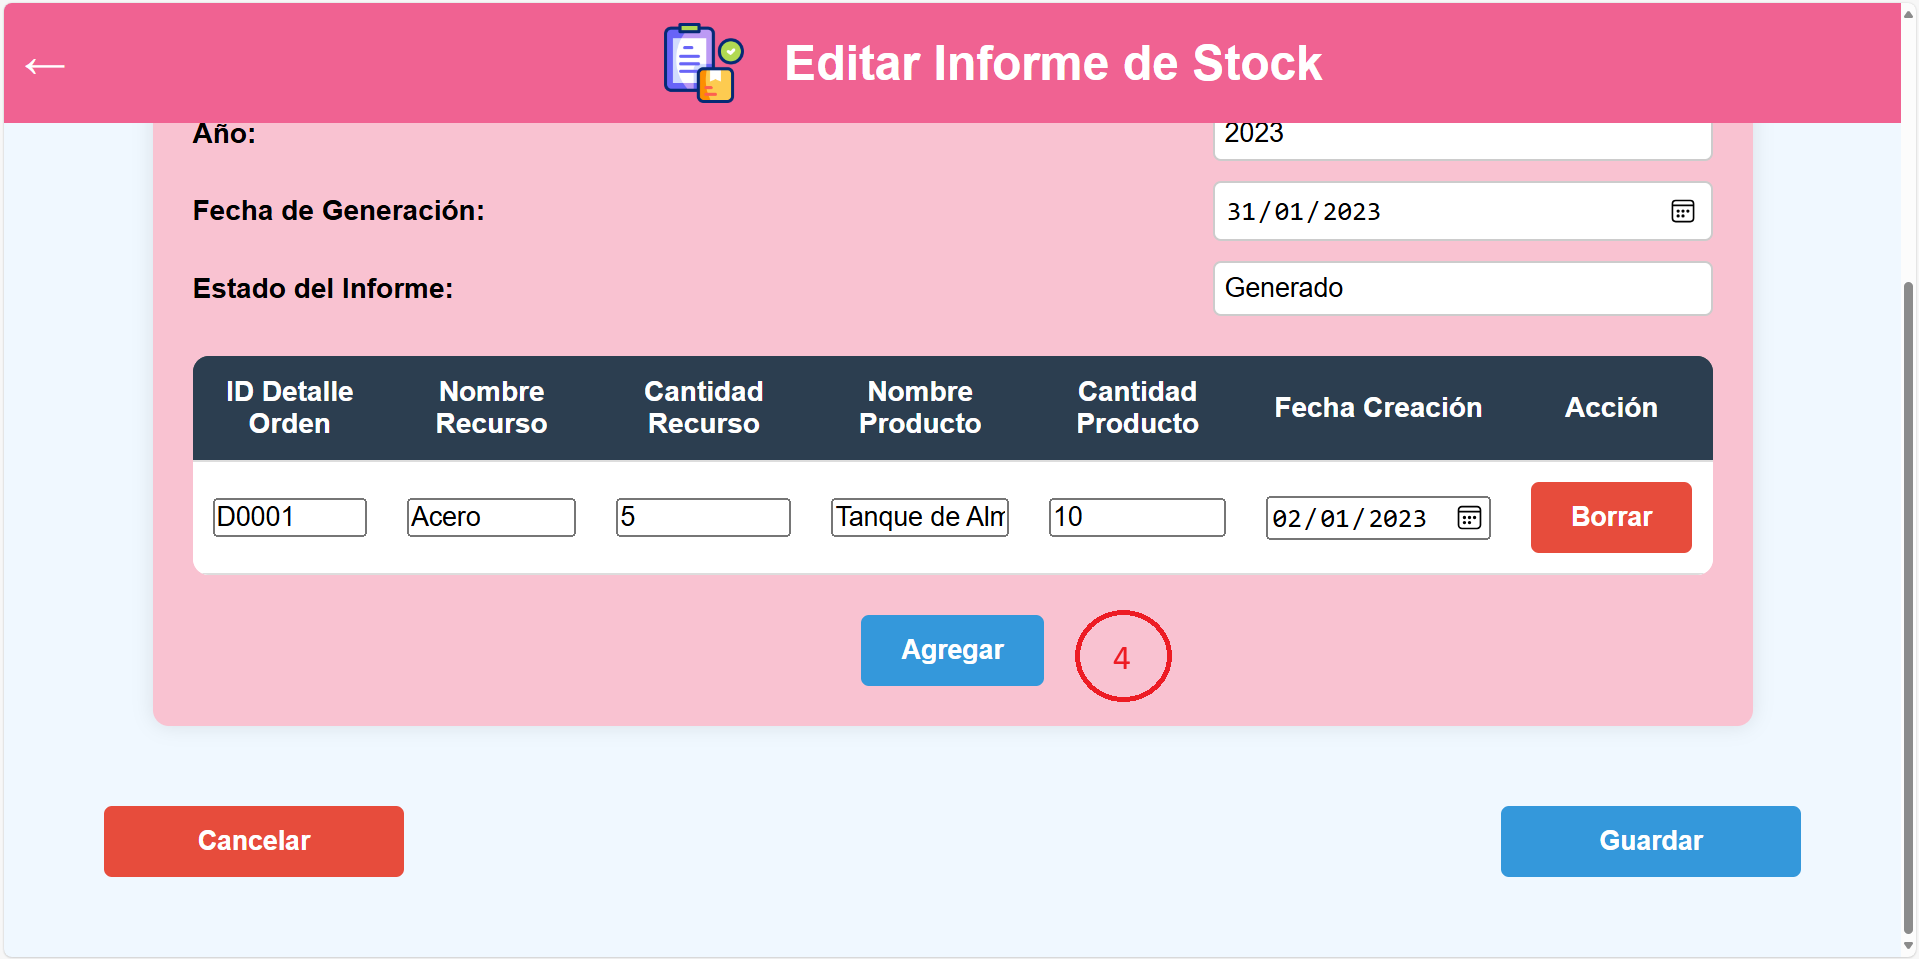 Editar Informe de Stock
Año:
2023
Fecha de Generación:
31/01/2023
Estado del Informe:
Generado
ID Detalle Orden
Nombre Recurso
Cantidad Recurso
Nombre Producto
Cantidad Producto
Fecha Creación
Acción
D0001
Acero
5
Tanque de Alm
10
02/01/2023
Borrar
Agregar
4
Cancelar
Guardar